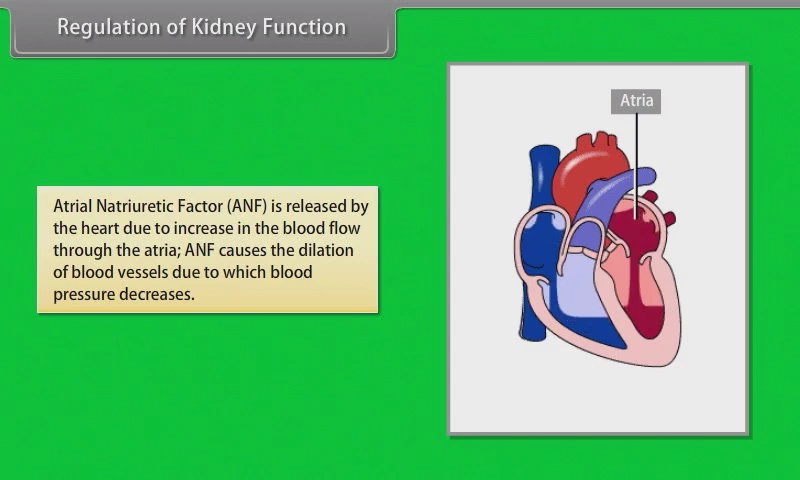 Regulation of Kidney Function
Atria
Atrial Natriuretic Factor (ANF) is released by
the heart due to increase in the blood flow
through the atria; ANF causes the dilation
of blood vessels due to which blood
pressure decreases.